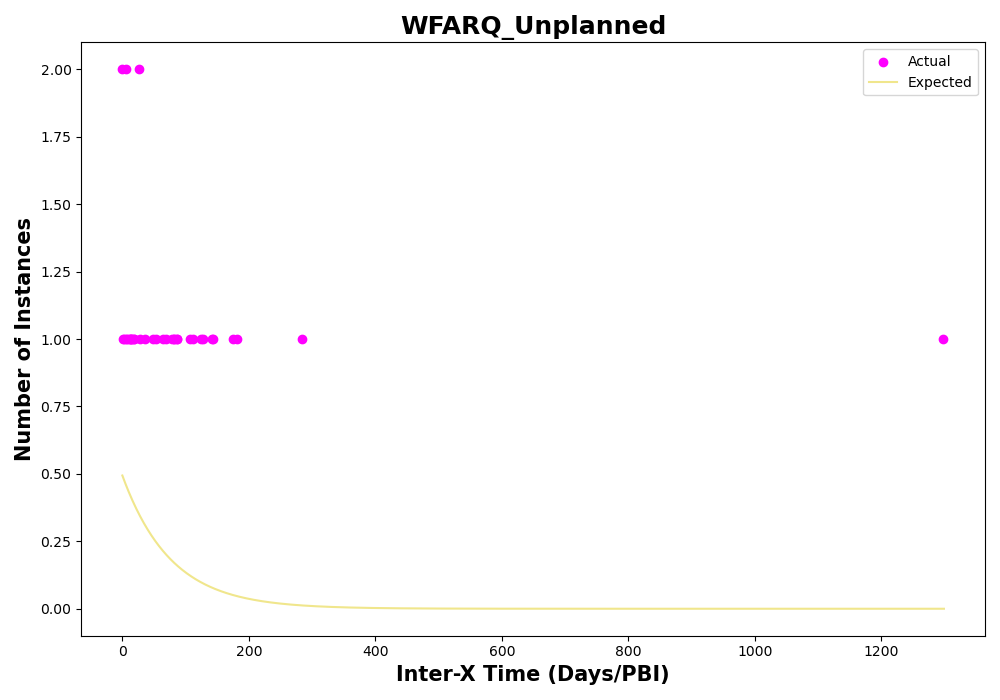 WFARQ_Unplanned
Actual
Expected
2.00
1.75
1.50
1.25
1.00
0.75
0.50
0.25
0.00
Number of Instances
0 200 400 600 800 1000 1200
Inter-X Time (Days/PBI)